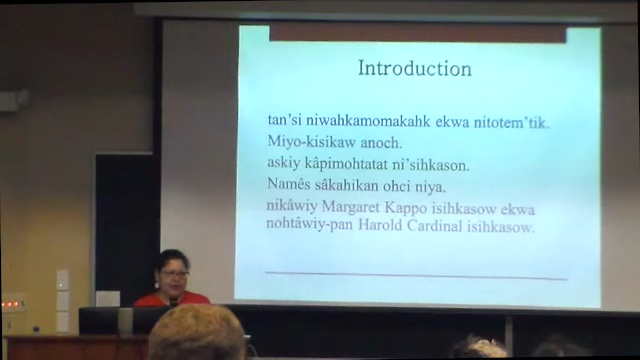 Introduction
tan'si niwahkamomakahk ekwa nitotem'tik.
Miyo-kisikaw anoch.
askiy kâpimohtatat ni'sihkason.
Namês sâkahikan ohci niya.
nikâwiy Margaret Kappo isihkasow ekwa
nohtâwiy-pan Harold Cardinal isihkasow.